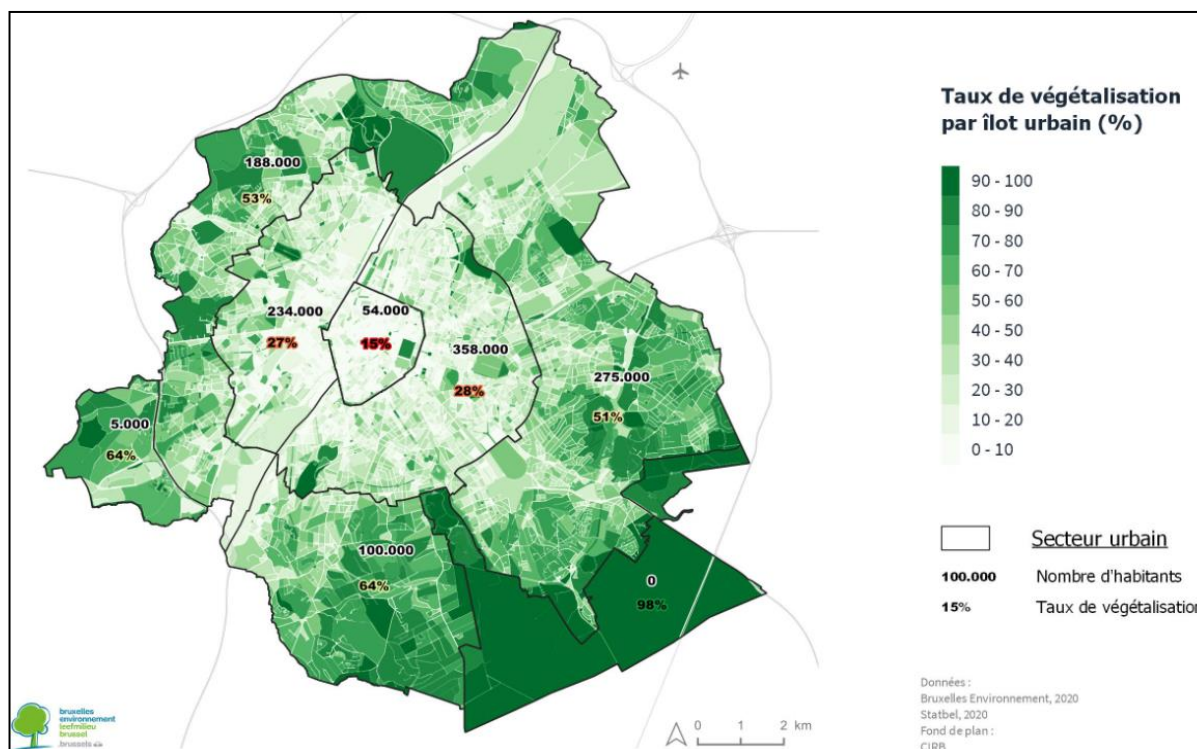 Taux de végétalisation
par îlot urbain (%)
90 - 100
80 - 90
70 - 80
60 - 70
50 - 60
40 - 50
30 - 40
20 - 30
10 - 20
0 - 10
188.000
53%
234.000
27%
54.000
15%
358.000
28%
275.000
51%
5.000
64%
100.000
64%
0
98%
Secteur urbain
100.000 Nombre d'habitants
15% Taux de végétalisation
0 1 2 km
Données :
Bruxelles Environnement, 2020
Statbel, 2020
Fond de plan :
CIRB
bruxelles
environnement
leefmilieu
brussel
.brussels